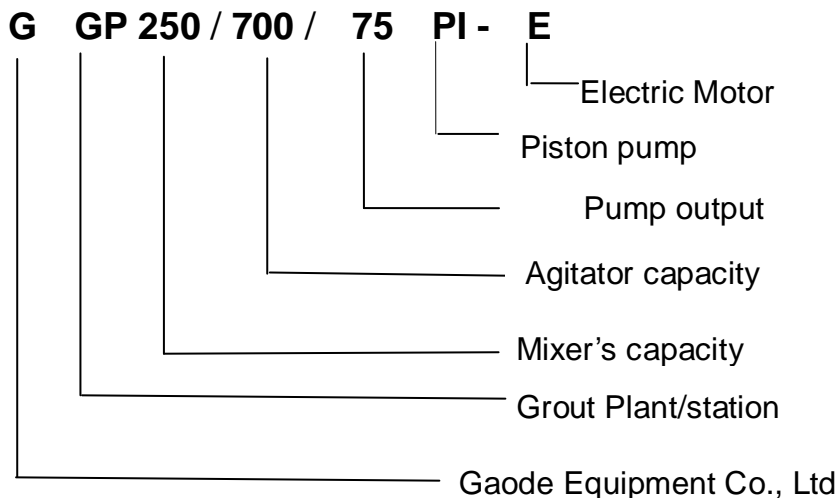 G GP 250 / 700 / 75 PI - E
Electric Motor
Piston pump
Pump output
Agitator capacity
Mixer’s capacity
Grout Plant/station
Gaode Equipment Co., Ltd